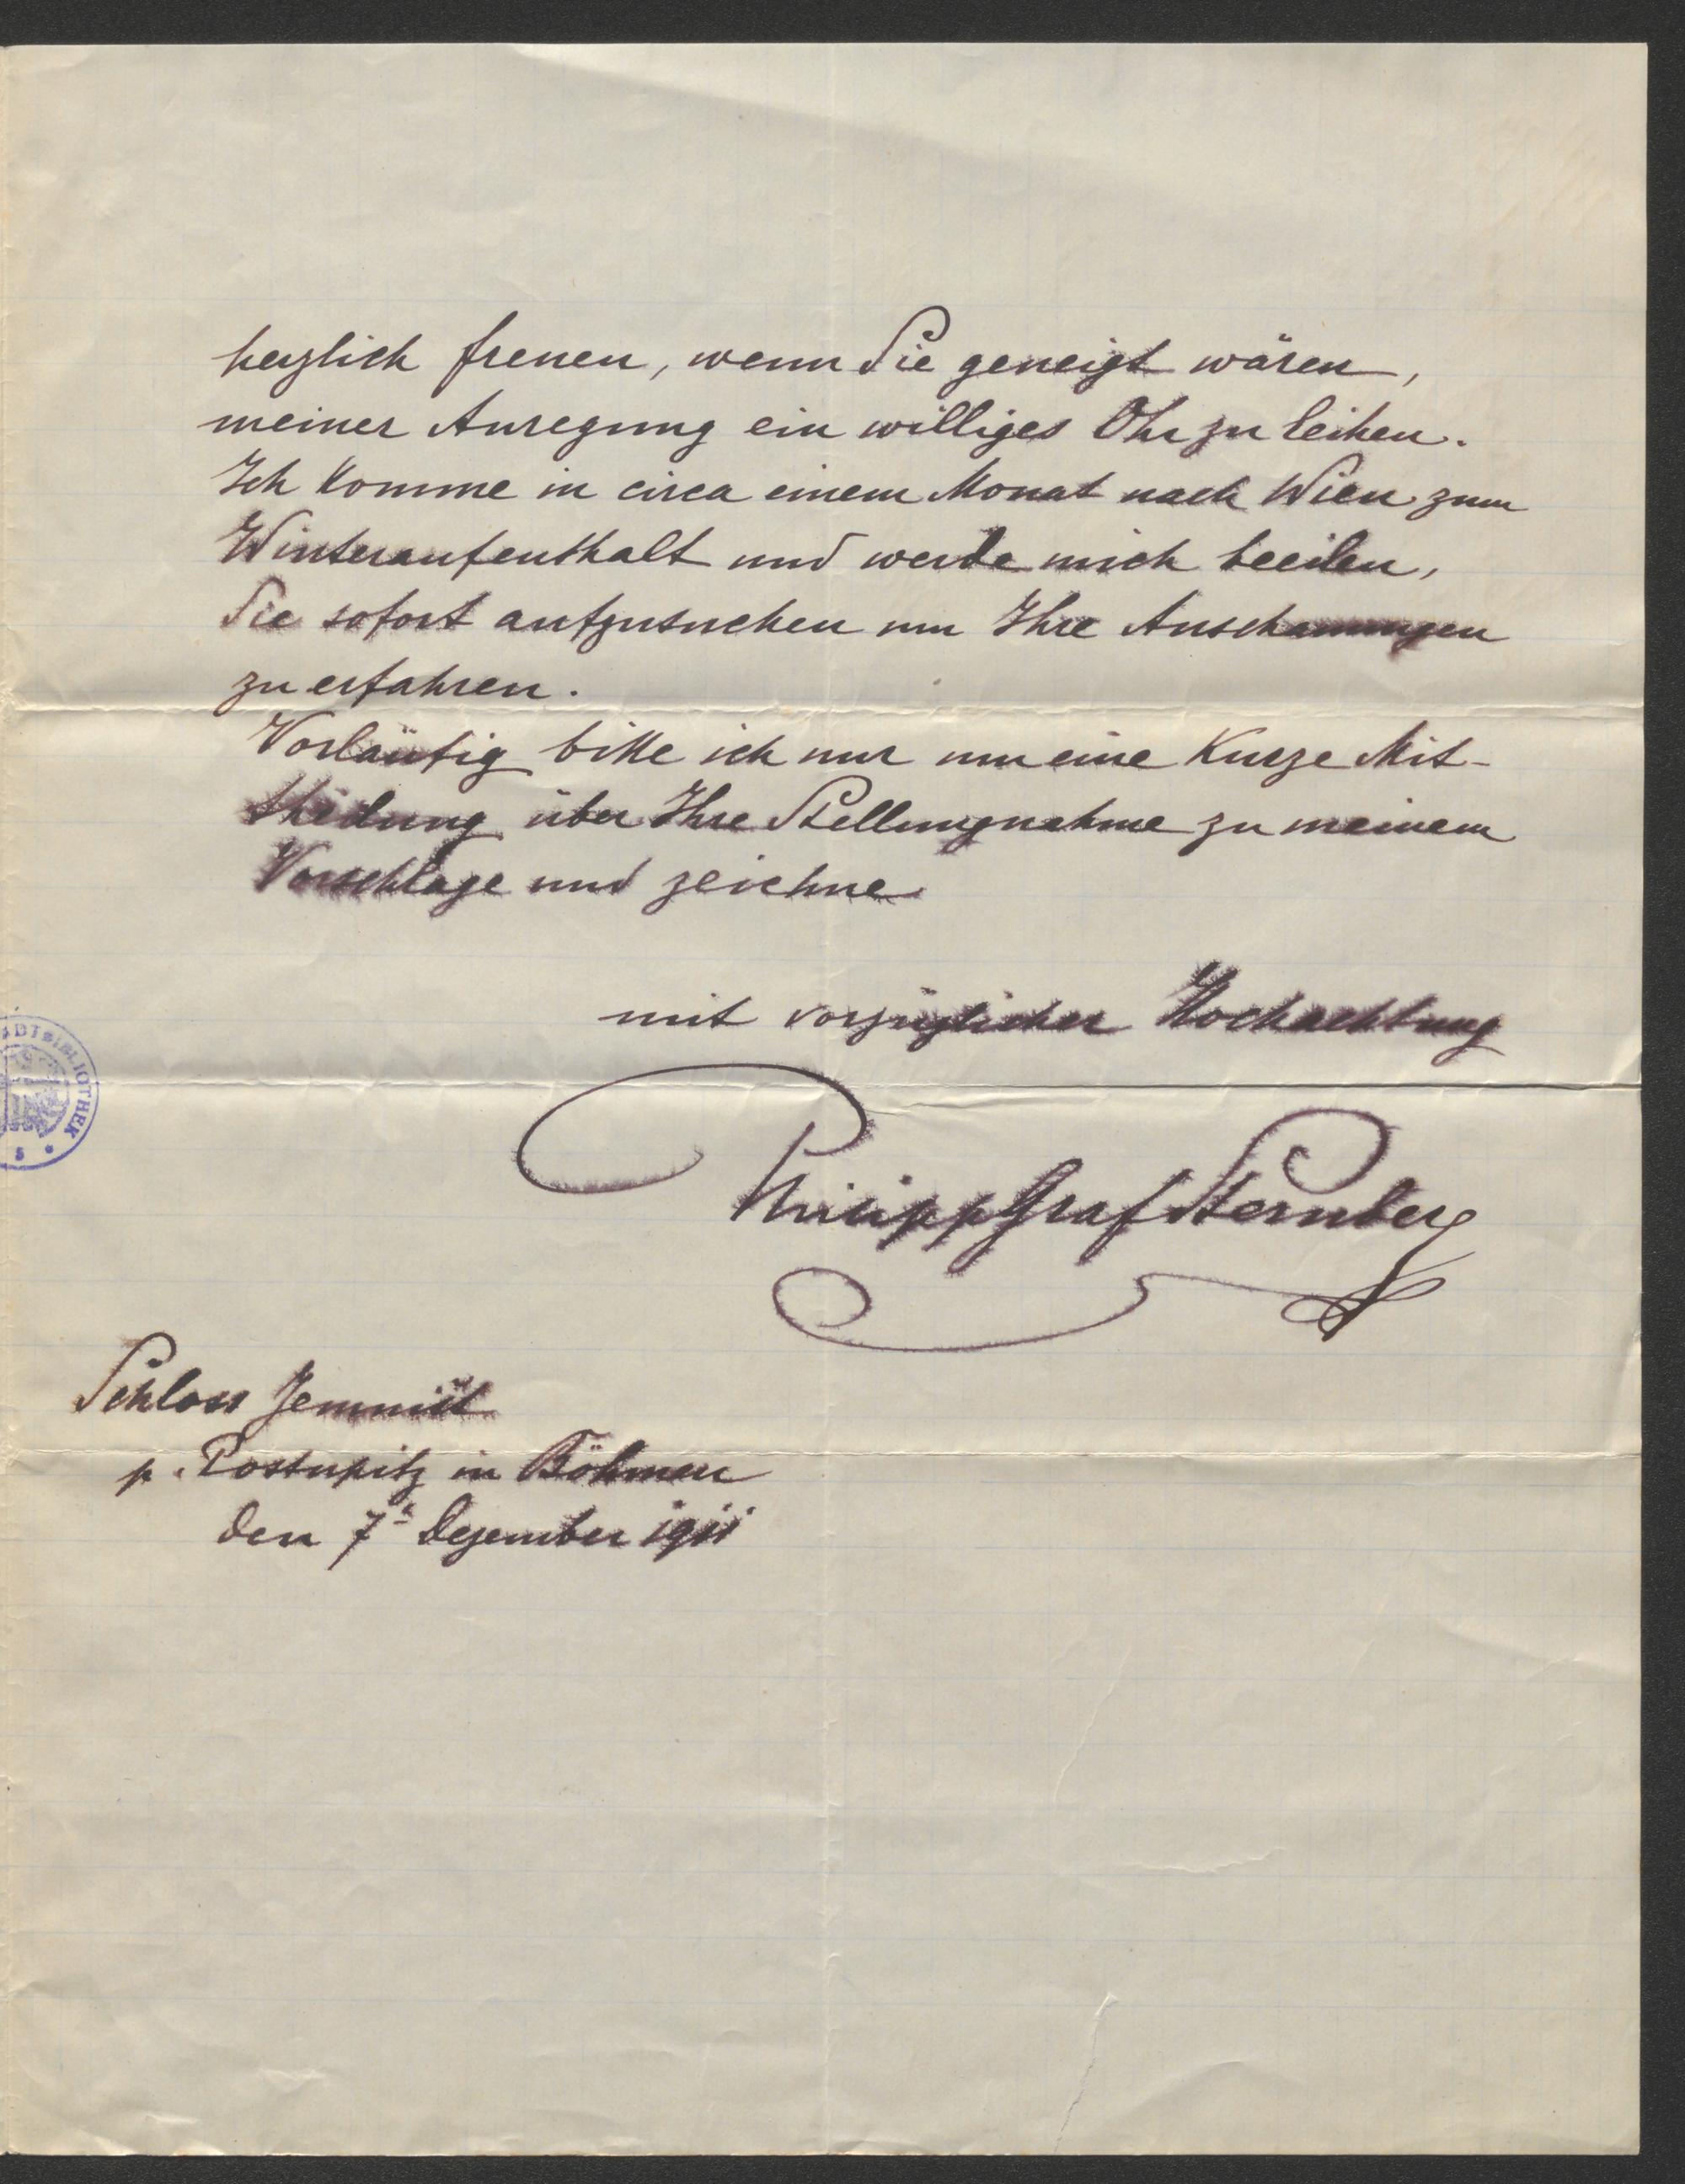 herzlich freuen, wenn Sie geneigt wären,
meiner Anregung ein williges Ohr zu leihen.
Ich komme in circa einem Monat nach Wien zum
Winteraufenthalt und werde mich beeilen,
Sie sofort aufzusuchen um Ihre Anschauungen
zu erfahren.
Vorläufig bitte ich nur um eine kurze Mit-
theilung über Ihre Stellungnahme zu meinem
Vorschlage und zeichne
mit vorzüglicher Hochachtung
Philipp Graf Sternberg
ADTBIBLIOTHEK
Schloss Jemništ
p. Postupitz in Böhmen
den 7t Dezember 1911